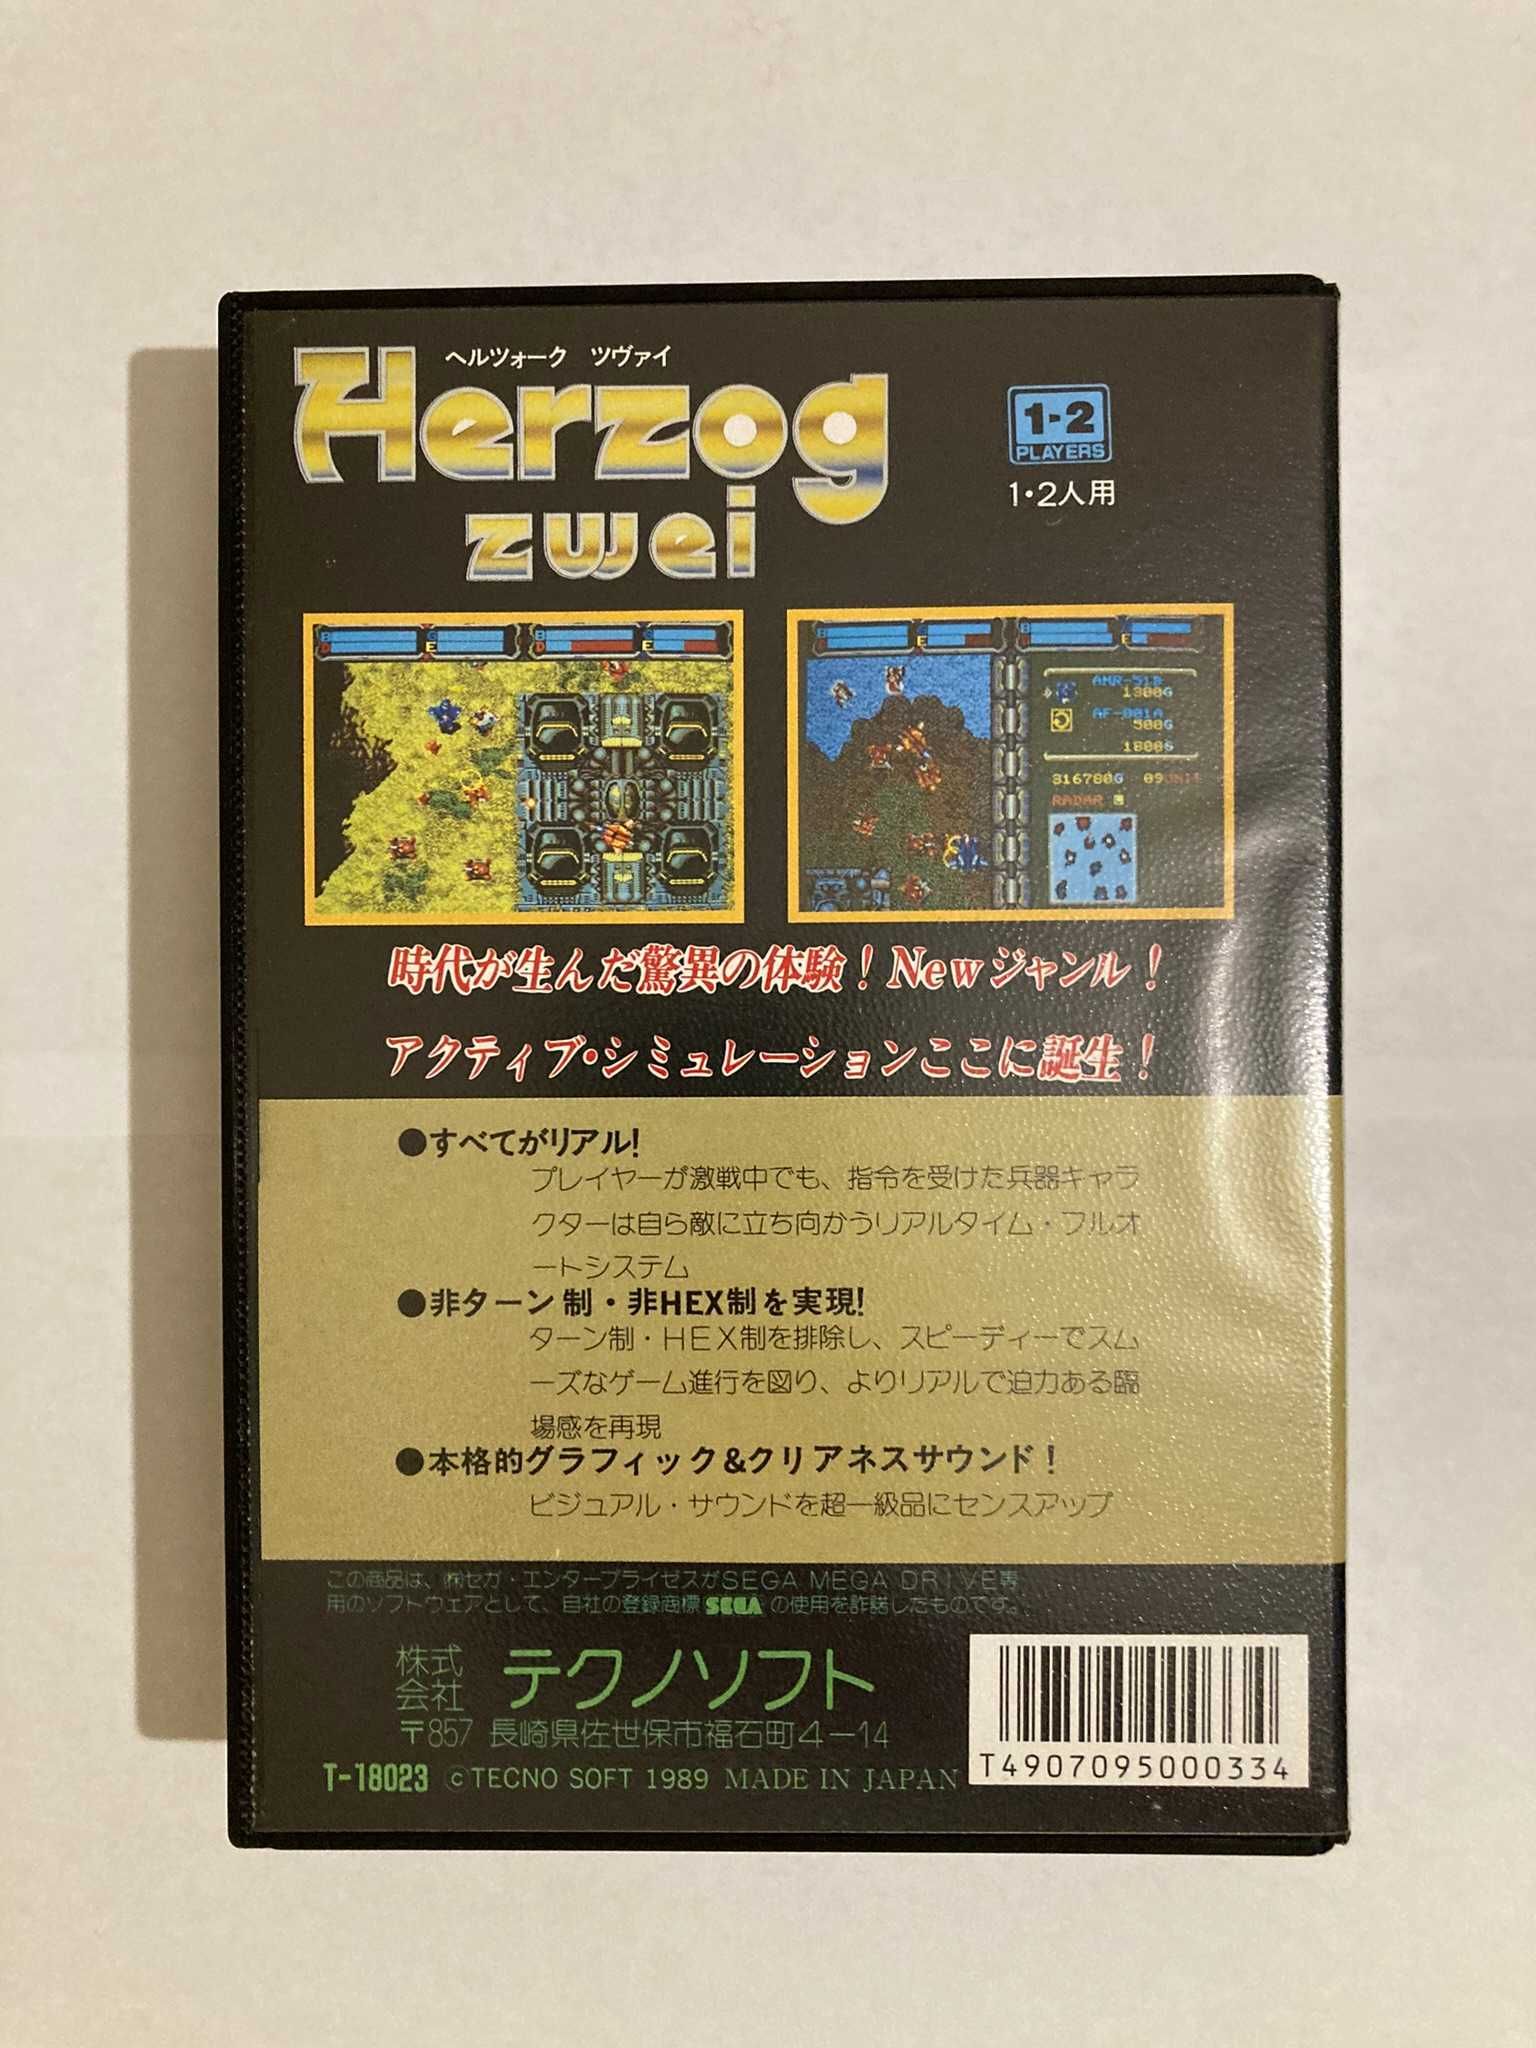 ヘルツォーク ツヴァイ
Herzog
zwei
1-2
PLAYERS
1・2人用
B
D
G
E
B
D
G
E
B
D
E
B
E
AMR-51B
1300G
AF-001A
500G
1800G
316780G 09UNIT
RADAR
時代が生んだ驚異の体験！Newジャンル！
アクティブ・シミュレーションここに誕生！
●すべてがリアル!
プレイヤーが激戦中でも、指令を受けた兵器キャラ
クターは自ら敵に立ち向かうリアルタイム・フルオ
ートシステム
●非ターン制・非HEX制を実現!
ターン制・HEX制を排除し、スピーディーでスム
ーズなゲーム進行を図り、よりリアルで迫力ある臨
場感を再現
●本格的グラフィック&クリアネスサウンド！
ビジュアル・サウンドを超一級品にセンスアップ
この商品は、㈱セガ・エンタープライゼスがSEGA MEGA DRIVE専
用のソフトウェアとして、自社の登録商標 SEGA の使用を許諾したものです。
株式会社 テクノソフト
〒857 長崎県佐世保市福石町4－14
T-18023 ©TECNO SOFT 1989 MADE IN JAPAN
T4907095000334